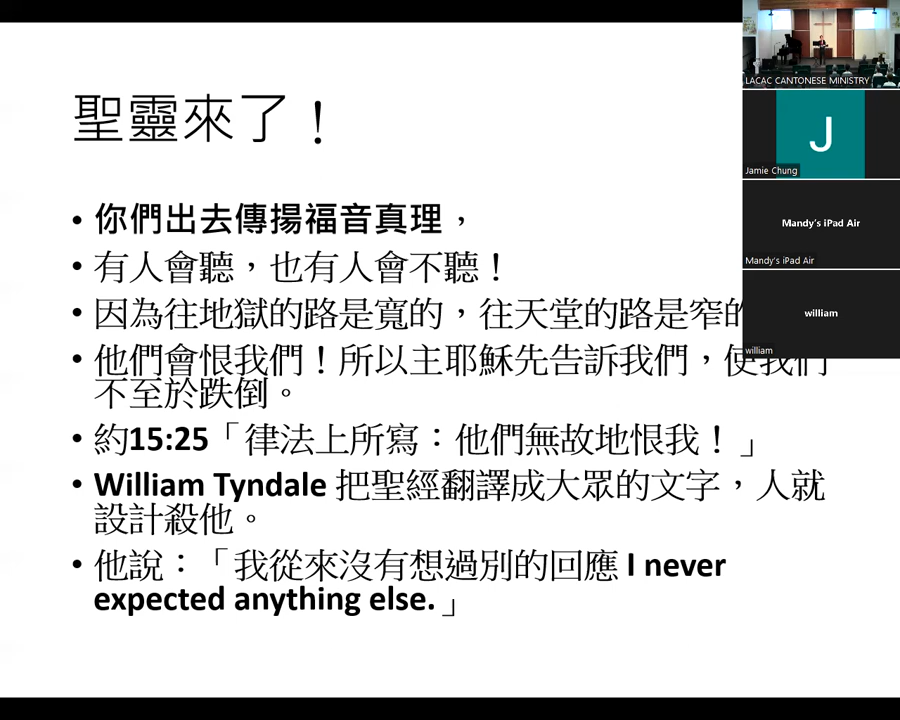 聖靈來了！
• 你們出去傳揚福音真理，
• 有人會聽，也有人會不聽！
• 因為往地獄的路是寬的，往天堂的路是窄的
• 他們會恨我們！所以主耶穌先告訴我們，使我們
不至於跌倒。
• 約15:25「律法上所寫：他們無故地恨我！」
• William Tyndale 把聖經翻譯成大眾的文字，人就
設計殺他。
• 他說：「我從來沒有想過別的回應 I never
expected anything else.」
LACAC CANTONESE MINISTRY
J
Jamie Chung
Mandy's iPad Air
Mandy's iPad Air
william
william